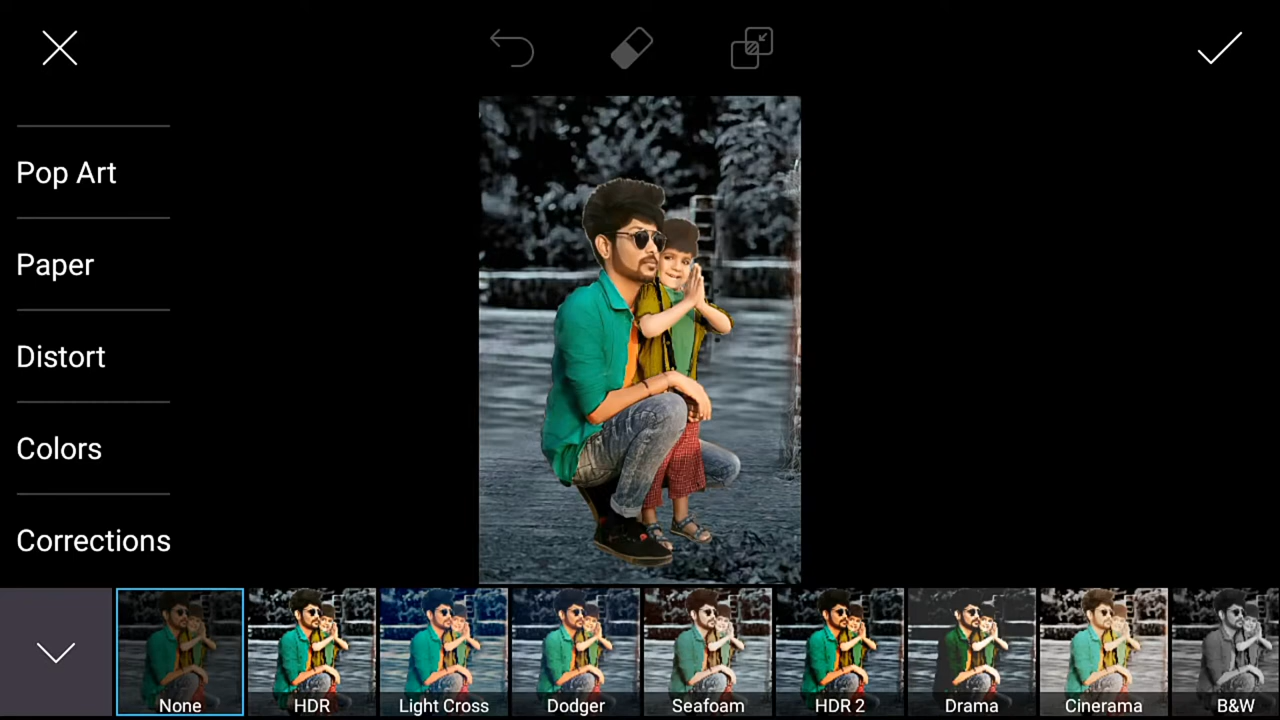 Pop Art
Paper
Distort
Colors
Corrections
None
HDR
Light Cross
Dodger
Seafoam
HDR 2
Drama
Cinerama
B&W